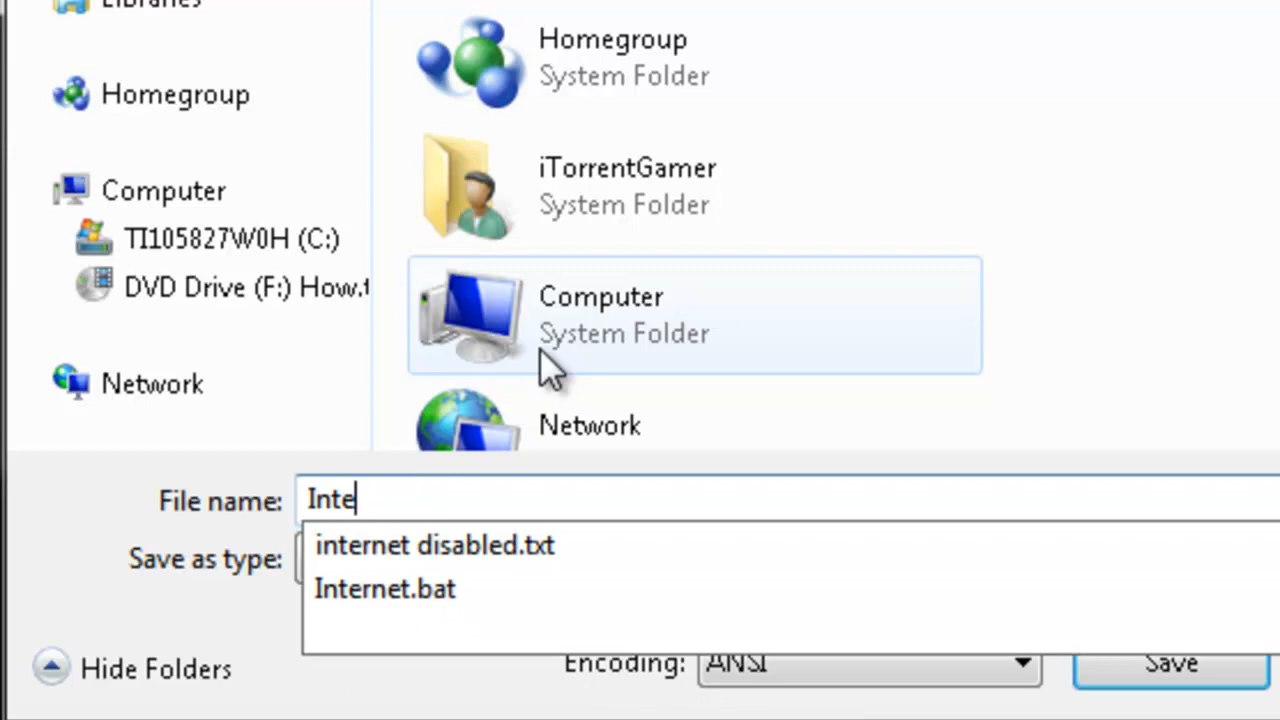 Libraries
Homegroup
Computer
TI105827W0H (C:)
DVD Drive (F:) How.t
Network
Homegroup
System Folder
iTorrentGamer
System Folder
Computer
System Folder
Network
File name:
Inte
internet disabled.txt
Internet.bat
Save as type:
Hide Folders
Encoding:
ANSI
Save